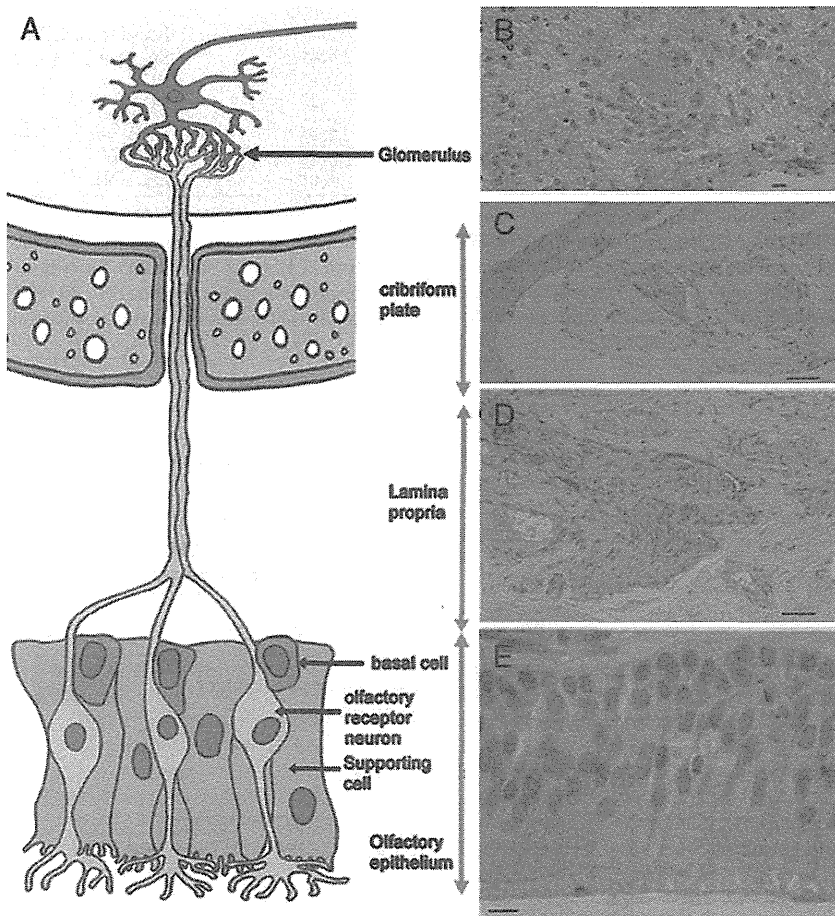 A
B
Glomerulus
C
cribriform
plate
D
Lamina
propria
E
basal cell
olfactory
receptor
neuron
Supporting
cell
Olfactory
epithelium